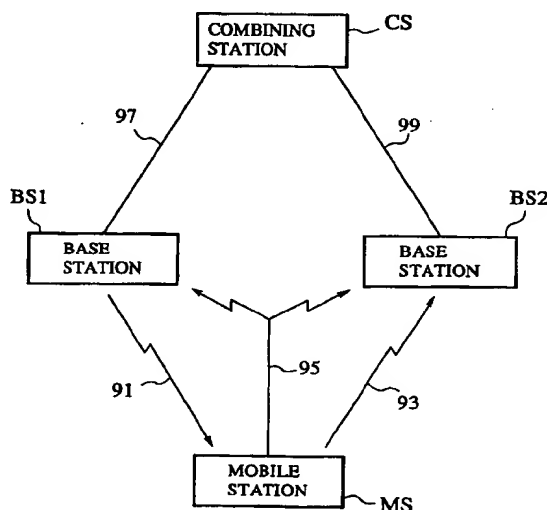 COMBINING
STATION
CS
97
99
BS1
BS2
BASE
STATION
BASE
STATION
91
95
93
MOBILE
STATION
MS